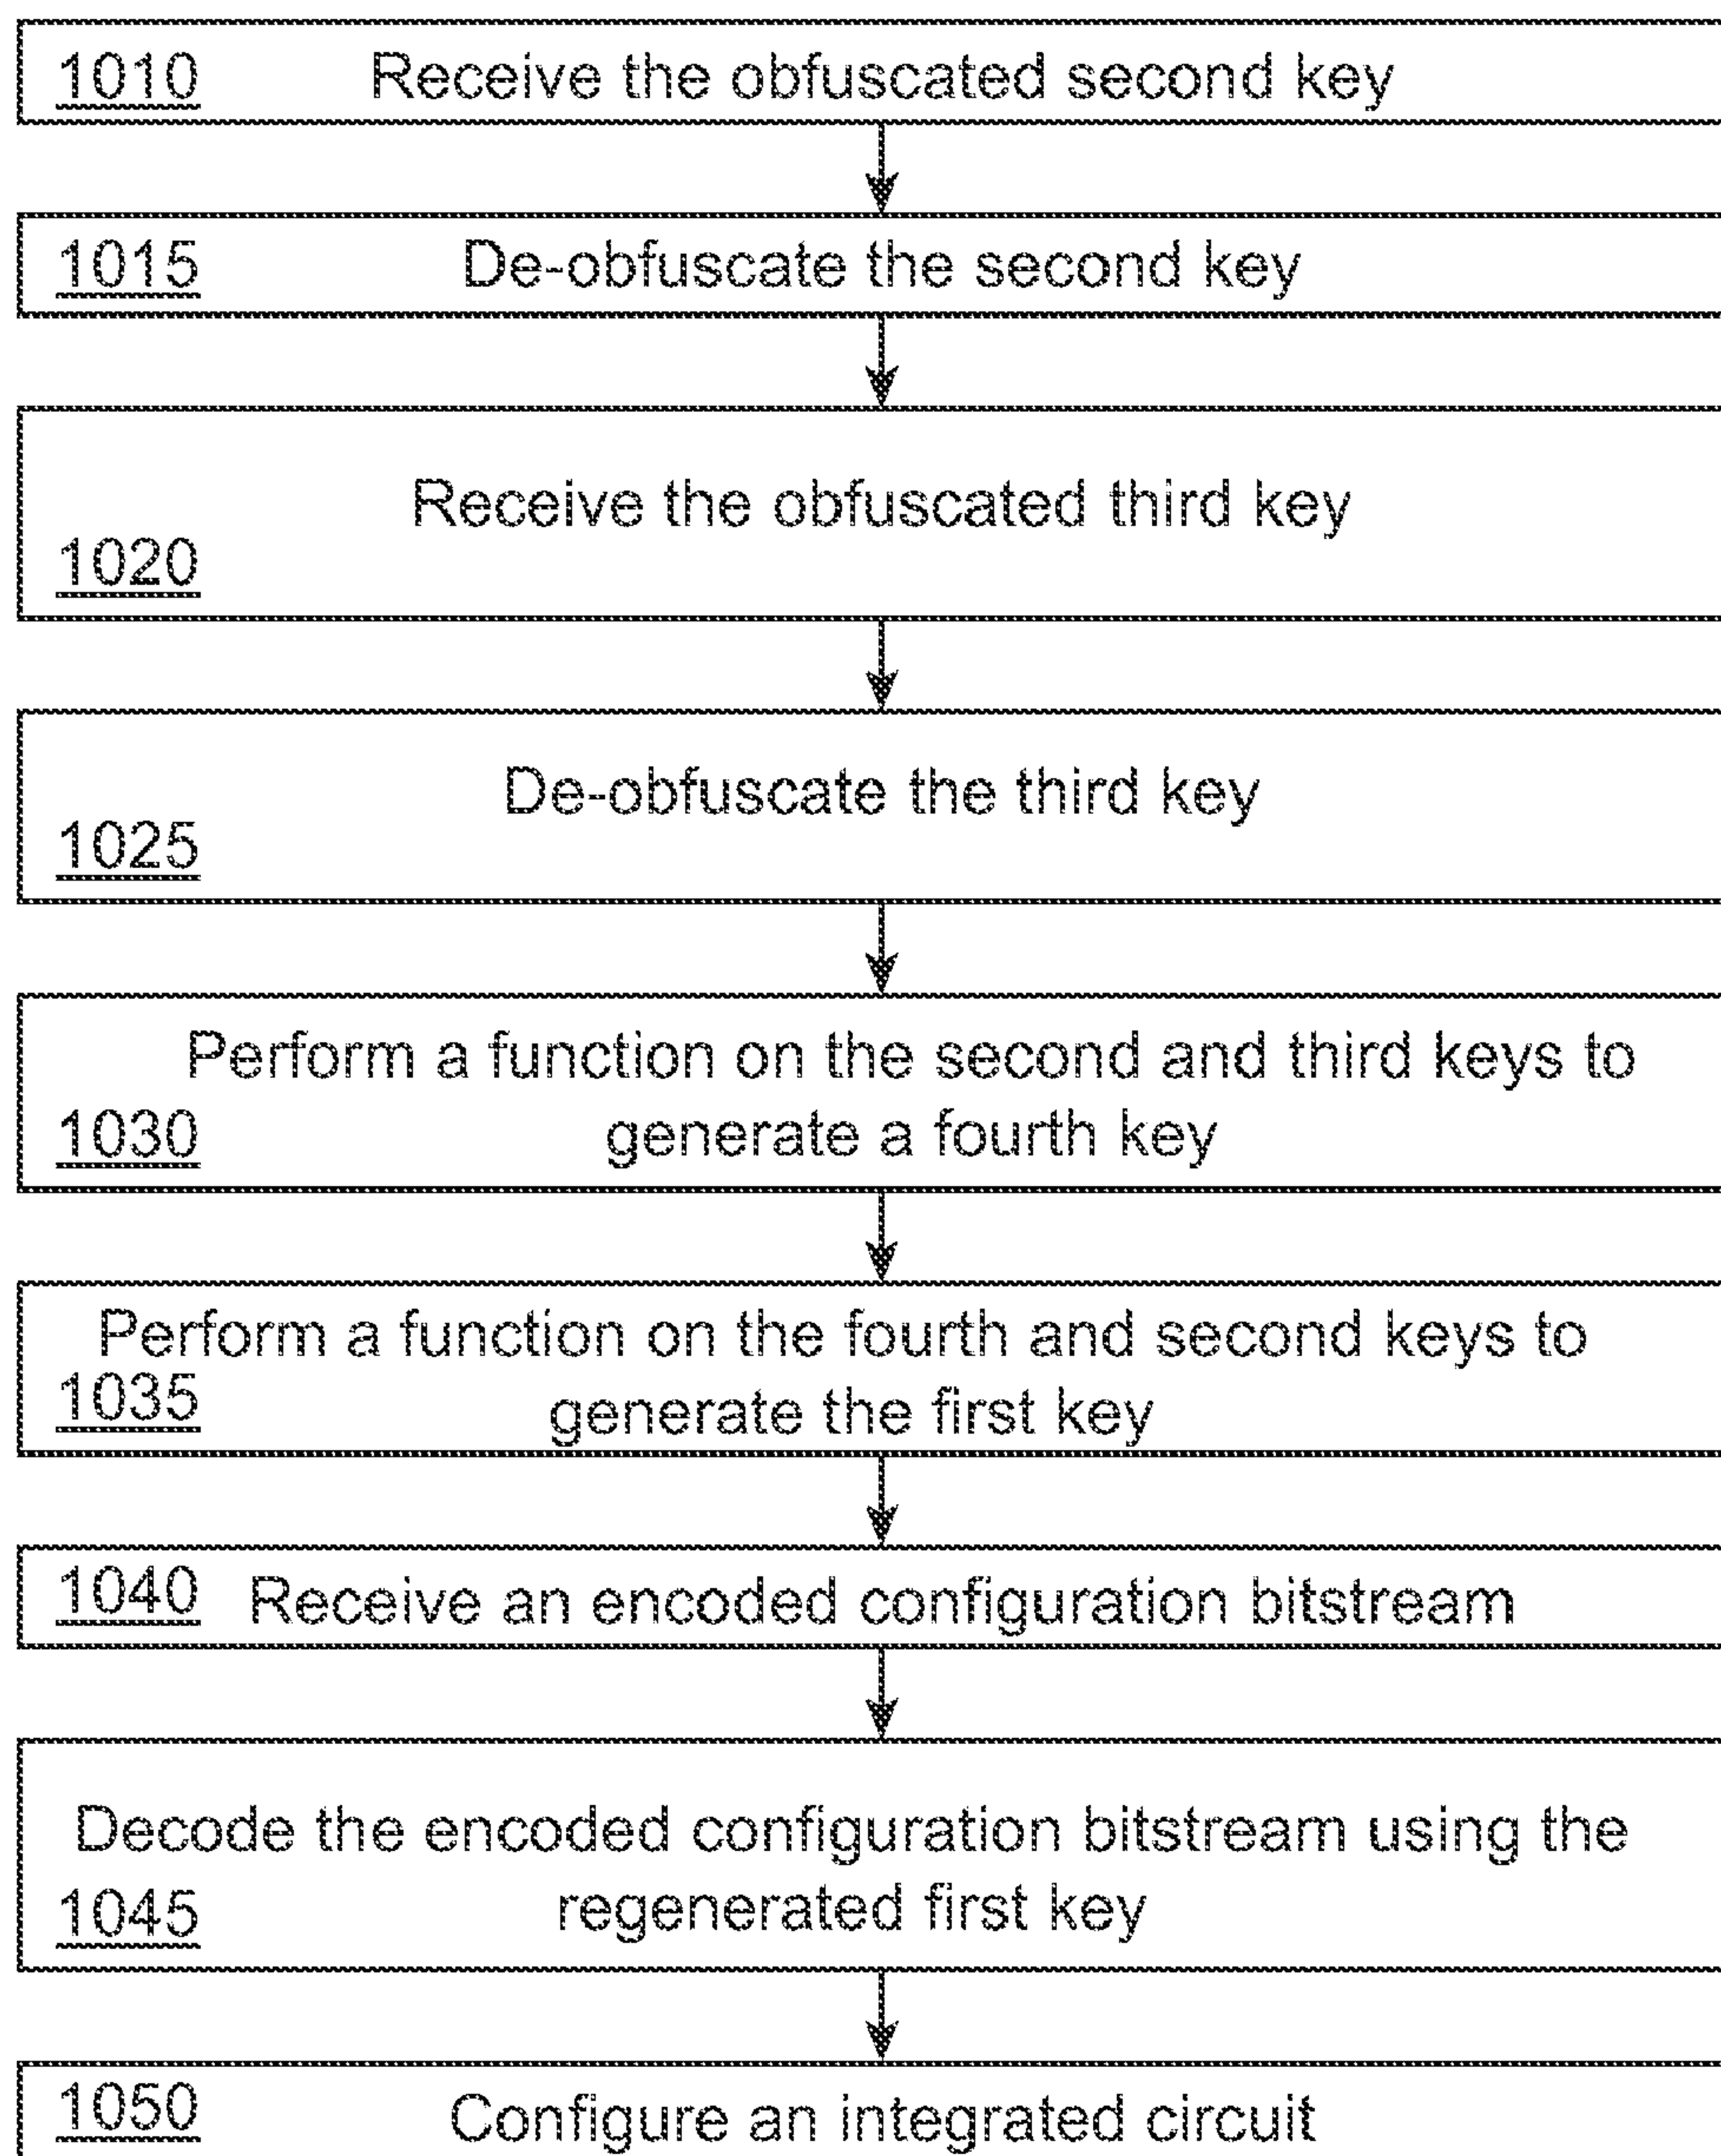 1010 Receive the obfuscated second key
1015 De-obfuscate the second key
Receive the obfuscated third key
1020
De-obfuscate the third key
1025
Perform a function on the second and third keys to
1030 generate a fourth key
Perform a function on the fourth and second keys to
1035 generate the first key
1040 Receive an encoded configuration bitstream
Decode the encoded configuration bitstream using the
1045 regenerated first key
1050 Configure an integrated circuit